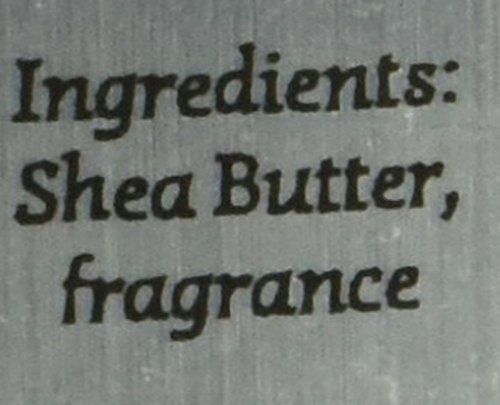 Ingredients:
Shea Butter,
fragrance